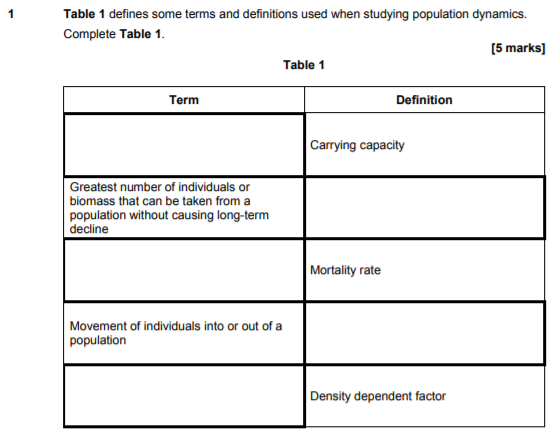 1 Table 1 defines some terms and definitions used when studying population dynamics.
Complete Table 1.
[5 marks]
Table 1
Term Definition
Carrying capacity
Greatest number of individuals or
biomass that can be taken from a
population without causing long-term
decline
Mortality rate
Movement of individuals into or out of a
population
Density dependent factor